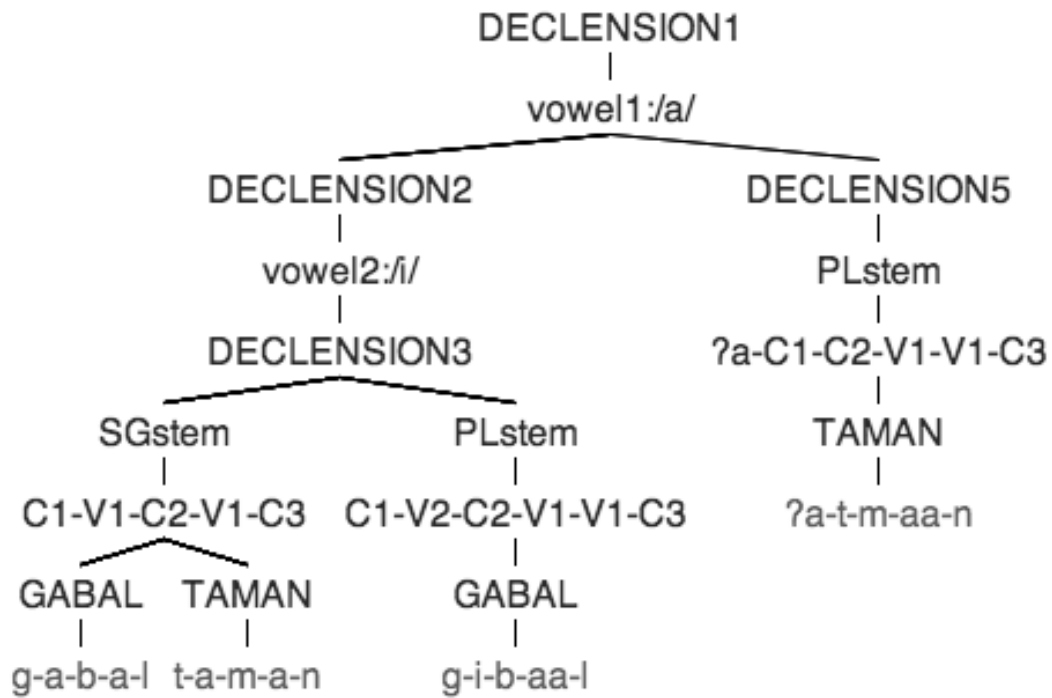 DECLENSION1
vowel1:/a/
DECLENSION2 DECLENSION5
vowel2:/i/ PLstem
DECLENSION3 ?a-C1-C2-V1-V1-C3
SGstem PLstem TAMAN
C1-V1-C2-V1-C3 C1-V2-C2-V1-V1-C3 ?a-t-m-aa-n
GABAL TAMAN GABAL
g-a-b-a-l t-a-m-a-n g-i-b-aa-l